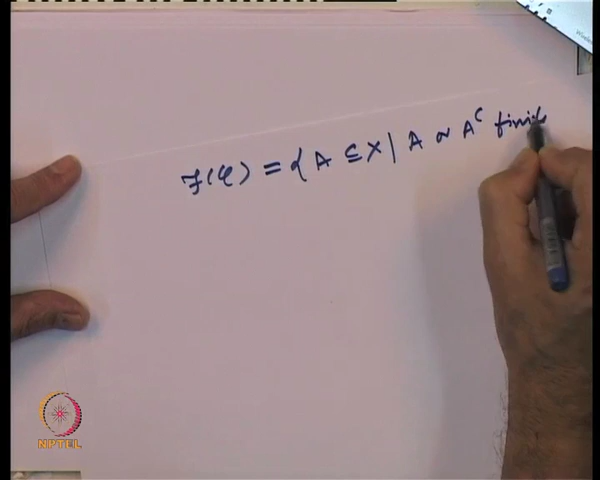 F(C) = { A ⊆ X | A or A^c finite
NPTEL